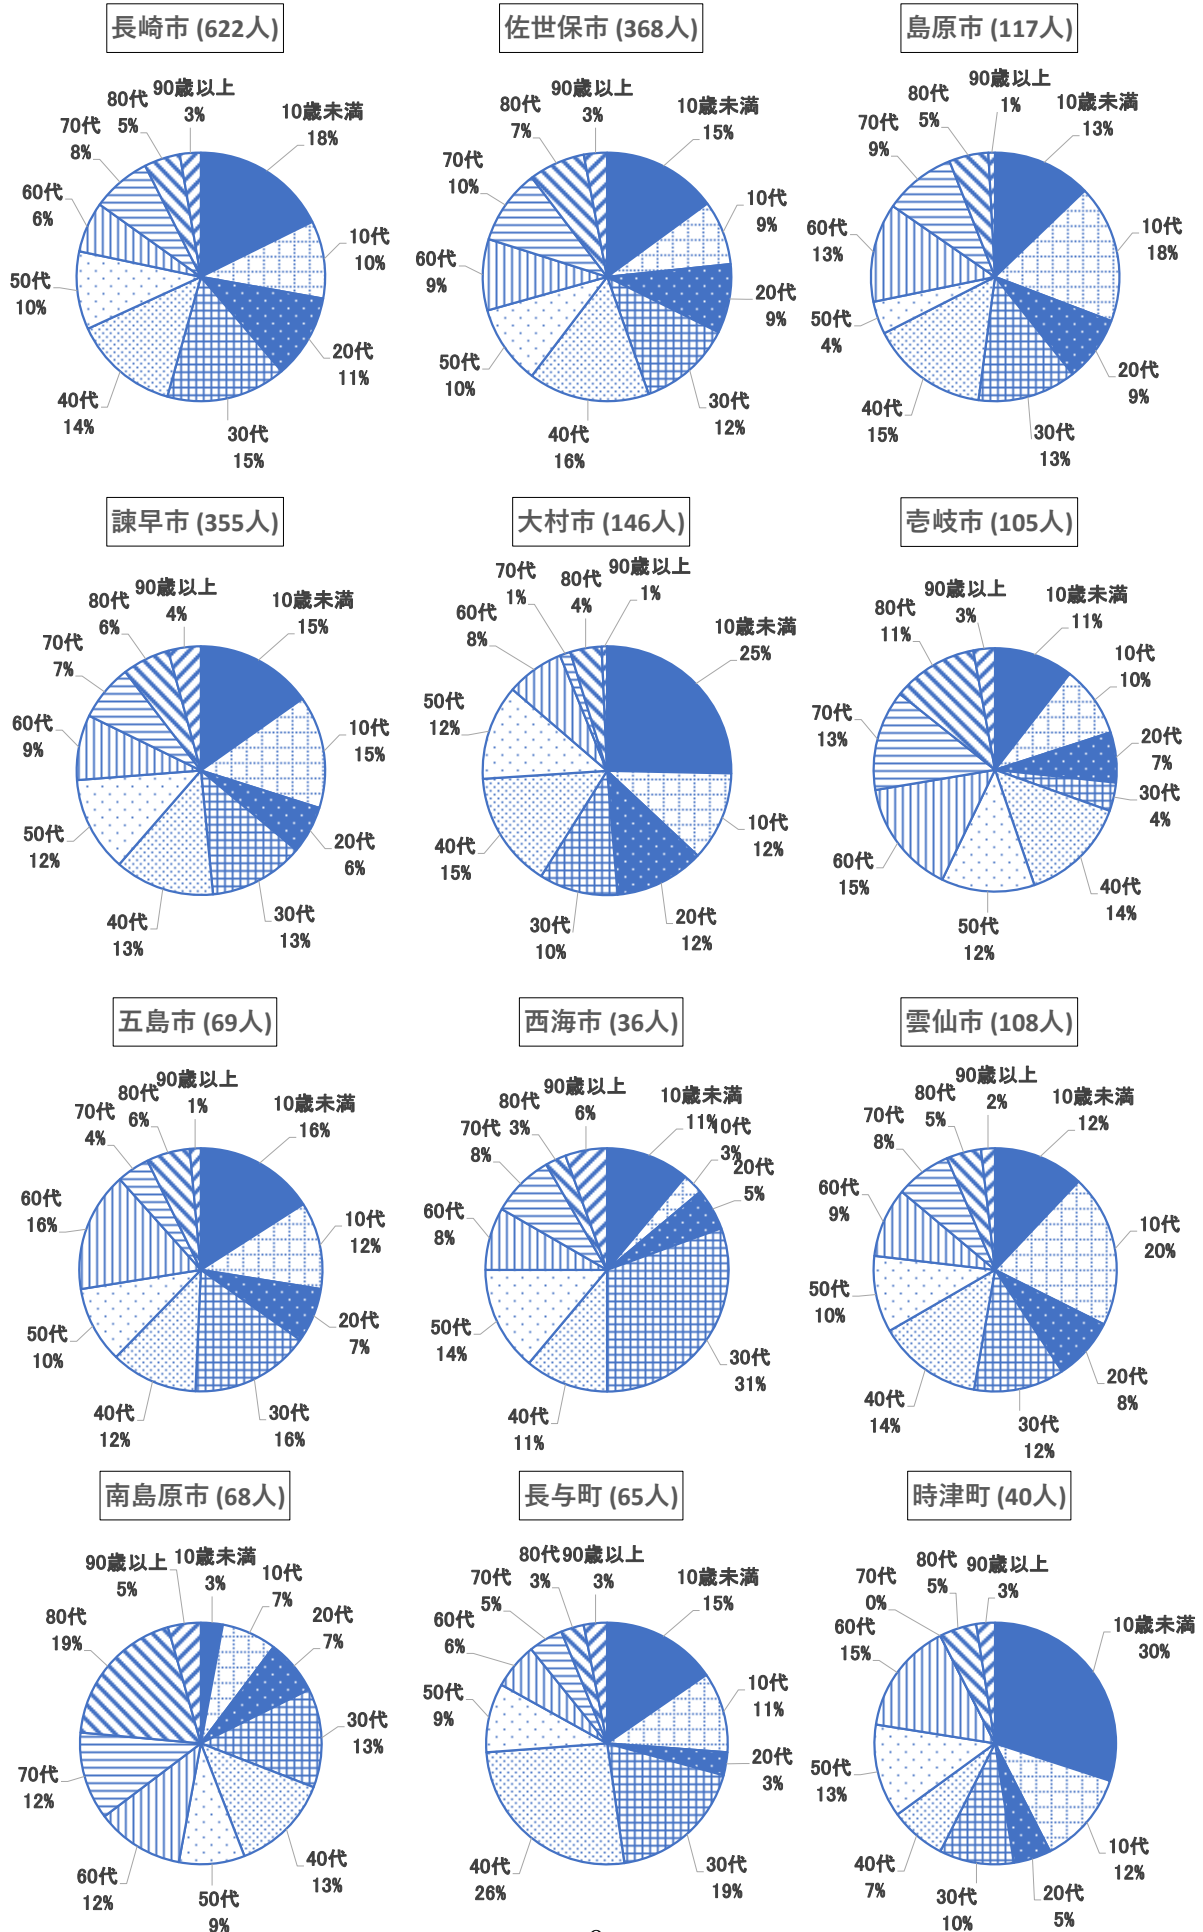 長崎市 (622人)
10歳未満
18%
10代
10%
20代
11%
30代
15%
40代
14%
50代
10%
60代
6%
70代
8%
80代
5%
90歳以上
3%
佐世保市 (368人)
10歳未満
15%
10代
9%
20代
9%
30代
12%
40代
16%
50代
10%
60代
9%
70代
10%
80代
7%
90歳以上
3%
島原市 (117人)
10歳未満
13%
10代
18%
20代
9%
30代
13%
40代
15%
50代
4%
60代
13%
70代
9%
80代
5%
90歳以上
1%
諫早市 (355人)
10歳未満
15%
10代
15%
20代
6%
30代
13%
40代
13%
50代
12%
60代
9%
70代
7%
80代
6%
90歳以上
4%
大村市 (146人)
10歳未満
25%
10代
12%
20代
12%
30代
10%
40代
15%
50代
12%
60代
8%
70代
1%
80代
4%
90歳以上
1%
壱岐市 (105人)
10歳未満
11%
10代
10%
20代
7%
30代
4%
40代
14%
50代
12%
60代
15%
70代
13%
80代
11%
90歳以上
3%
五島市 (69人)
10歳未満
16%
10代
12%
20代
7%
30代
16%
40代
12%
50代
10%
60代
16%
70代
4%
80代
6%
90歳以上
1%
西海市 (36人)
10歳未満
11%
10代
3%
20代
5%
30代
31%
40代
11%
50代
14%
60代
8%
70代
8%
80代
3%
90歳以上
6%
雲仙市 (108人)
10歳未満
12%
10代
20%
20代
8%
30代
12%
40代
14%
50代
10%
60代
9%
70代
8%
80代
5%
90歳以上
2%
南島原市 (68人)
10歳未満
3%
10代
7%
20代
7%
30代
13%
40代
13%
50代
9%
60代
12%
70代
12%
80代
19%
90歳以上
5%
長与町 (65人)
10歳未満
15%
10代
11%
20代
3%
30代
19%
40代
26%
50代
9%
60代
6%
70代
5%
80代
3%
90歳以上
3%
時津町 (40人)
10歳未満
30%
10代
12%
20代
5%
30代
10%
40代
7%
50代
13%
60代
15%
70代
0%
80代
5%
90歳以上
3%